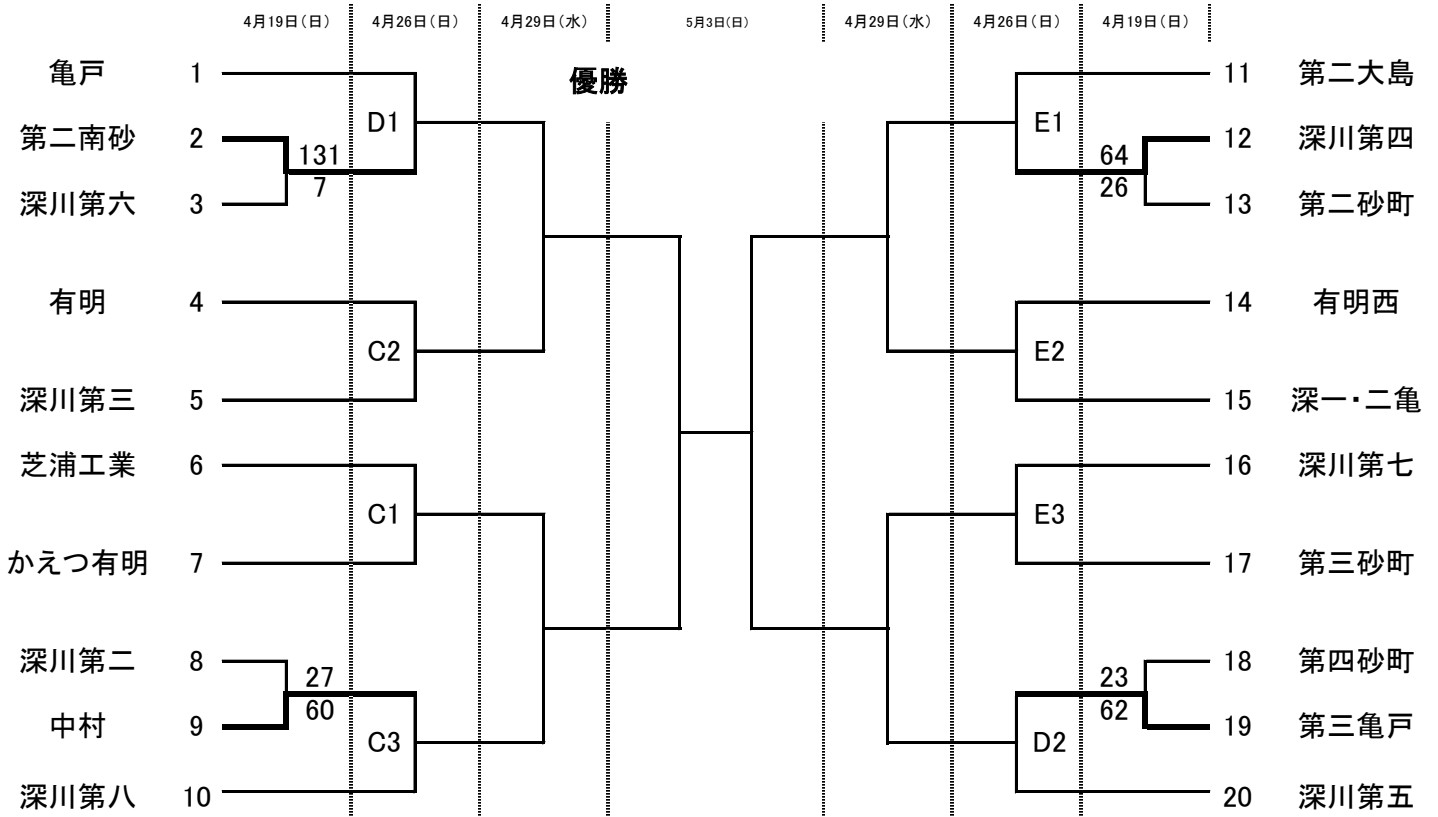 4月19日(日) 4月26日(日) 4月29日(水) 5月3日(日) 4月29日(水) 4月26日(日) 4月19日(日)
優勝
亀戸 1
D1
第二南砂 2
131
7
深川第六 3
有明 4
C2
深川第三 5
芝浦工業 6
C1
かえつ有明 7
深川第二 8
27
60
中村 9
C3
深川第八 10
11 第二大島
E1
12 深川第四
64
26
13 第二砂町
14 有明西
E2
15 深一・二亀
16 深川第七
E3
17 第三砂町
18 第四砂町
23
62
19 第三亀戸
D2
20 深川第五